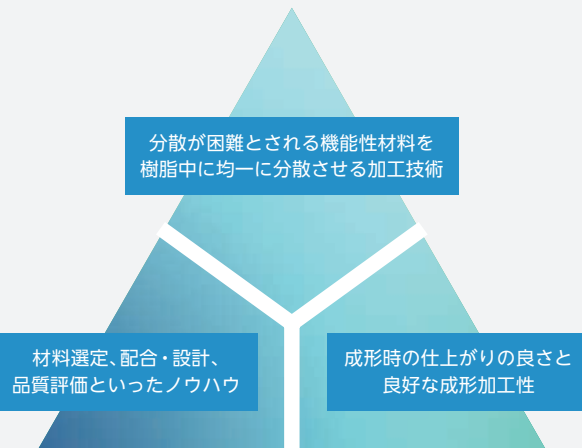 分散が困難とされる機能性材料を
樹脂中に均一に分散させる加工技術
材料選定、配合・設計、
品質評価といったノウハウ
成形時の仕上がりの良さと
良好な成形加工性